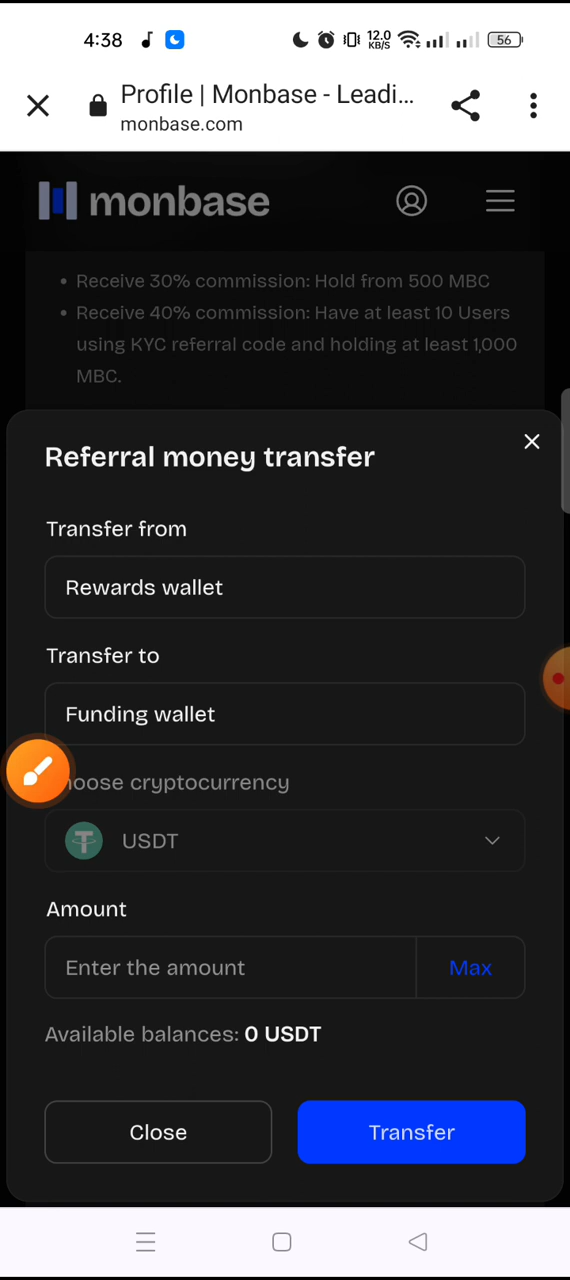 4:38
12.0
KB/S
56
Profile | Monbase - Leadi...
monbase.com
monbase
• Receive 30% commission: Hold from 500 MBC
• Receive 40% commission: Have at least 10 Users
using KYC referral code and holding at least 1,000
MBC.
Referral money transfer
Transfer from
Rewards wallet
Transfer to
Funding wallet
hoose cryptocurrency
USDT
Amount
Enter the amount
Max
Available balances: 0 USDT
Close
Transfer